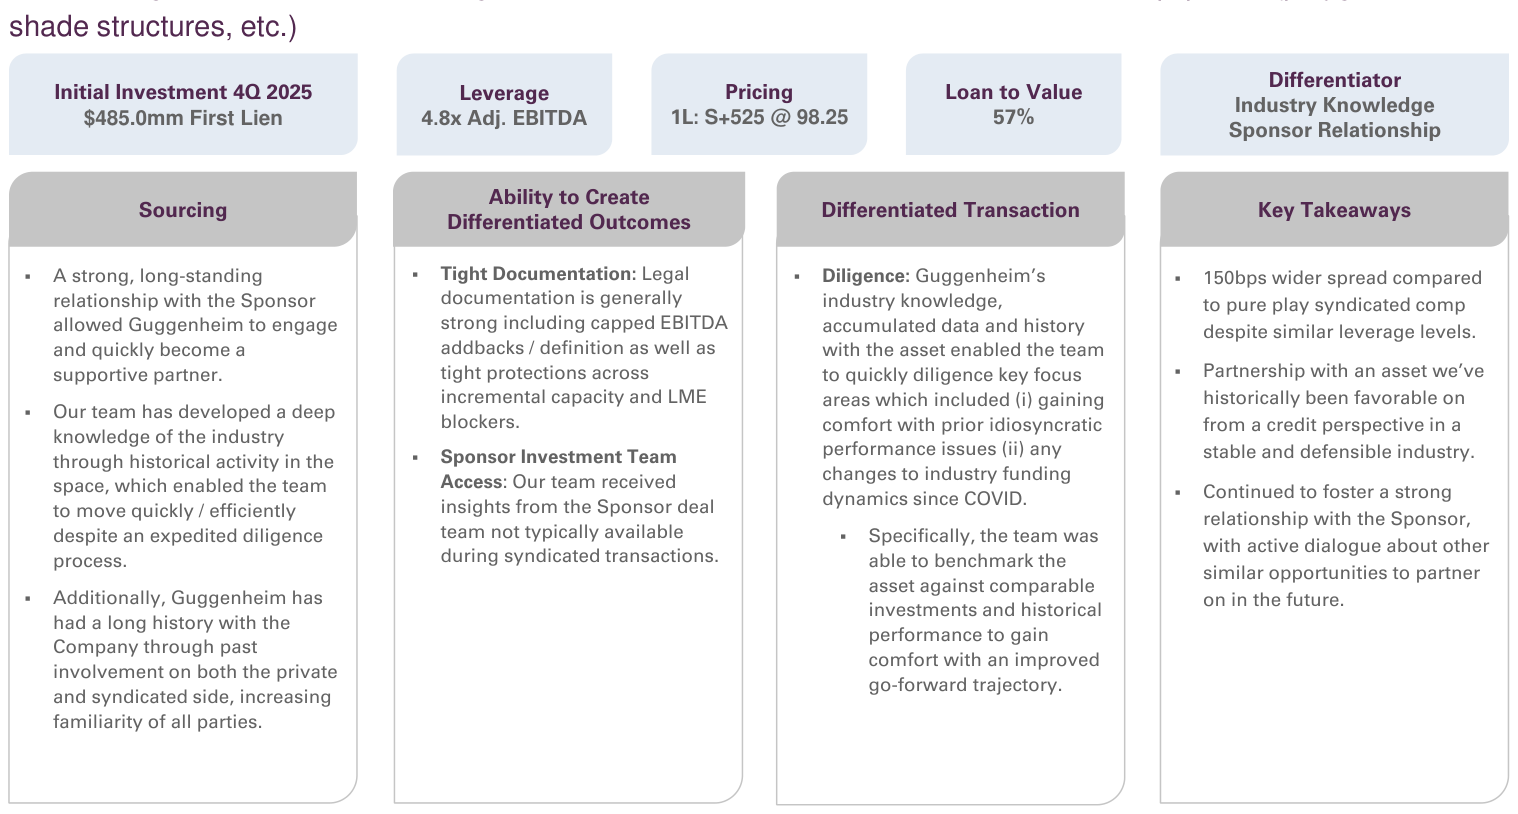 shade structures, etc.)
Initial Investment 4Q 2025
$485.0mm First Lien
Leverage
4.8x Adj. EBITDA
Pricing
1L: S+525 @ 98.25
Loan to Value
57%
Differentiator
Industry Knowledge
Sponsor Relationship
Sourcing
▪ A strong, long-standing
relationship with the Sponsor
allowed Guggenheim to engage
and quickly become a
supportive partner.
▪ Our team has developed a deep
knowledge of the industry
through historical activity in the
space, which enabled the team
to move quickly / efficiently
despite an expedited diligence
process.
▪ Additionally, Guggenheim has
had a long history with the
Company through past
involvement on both the private
and syndicated side, increasing
familiarity of all parties.
Ability to Create
Differentiated Outcomes
▪ Tight Documentation: Legal
documentation is generally
strong including capped EBITDA
addbacks / definition as well as
tight protections across
incremental capacity and LME
blockers.
▪ Sponsor Investment Team
Access: Our team received
insights from the Sponsor deal
team not typically available
during syndicated transactions.
Differentiated Transaction
▪ Diligence: Guggenheim's
industry knowledge,
accumulated data and history
with the asset enabled the team
to quickly diligence key focus
areas which included (i) gaining
comfort with prior idiosyncratic
performance issues (ii) any
changes to industry funding
dynamics since COVID.
▪ Specifically, the team was
able to benchmark the
asset against comparable
investments and historical
performance to gain
comfort with an improved
go-forward trajectory.
Key Takeaways
▪ 150bps wider spread compared
to pure play syndicated comp
despite similar leverage levels.
▪ Partnership with an asset we've
historically been favorable on
from a credit perspective in a
stable and defensible industry.
▪ Continued to foster a strong
relationship with the Sponsor,
with active dialogue about other
similar opportunities to partner
on in the future.